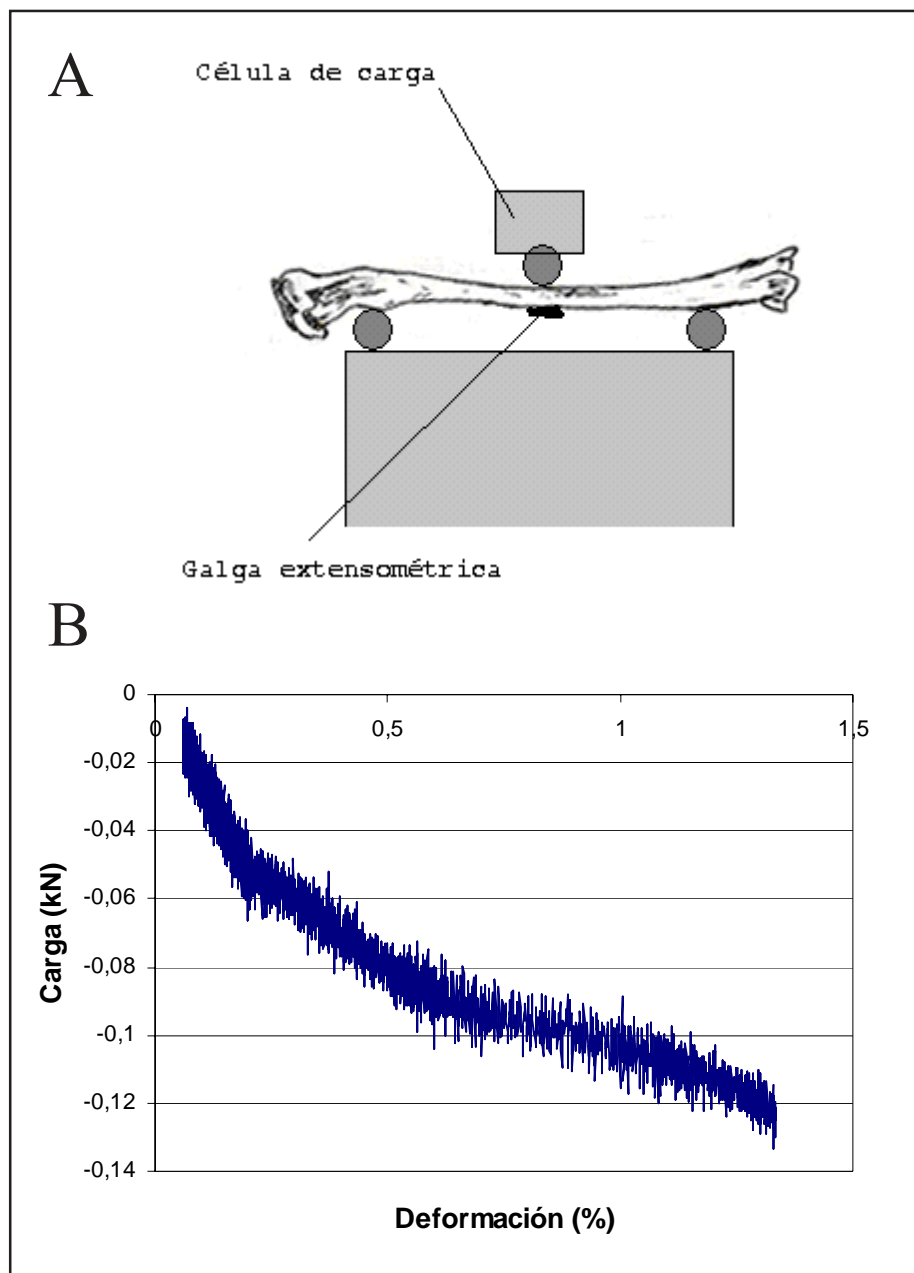 A
Célula de carga
Galga extensométrica
B
0
0 0,5 1 1,5
-0,02
-0,04
-0,06
-0,08
-0,1
-0,12
-0,14
Carga (kN)
Deformación (%)